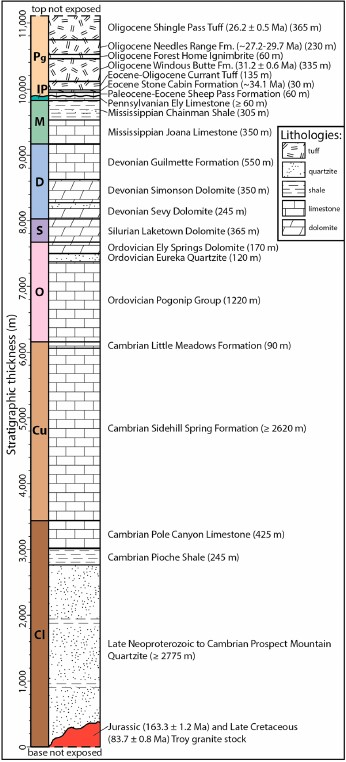 top not exposed
11,000
Oligocene Shingle Pass Tuff (26.2 ± 0.5 Ma) (365 m)
Oligocene Needles Range Fm. (~27.2-29.7 Ma) (230 m)
Pg
Oligocene Forest Home Ignimbrite (60 m)
Oligocene Windous Butte Fm. (31.2 ± 0.6 Ma) (335 m)
Eocene-Oligocene Currant Tuff (135 m)
Eocene Stone Cabin Formation (~34.1 Ma) (30 m)
IP
10,000
Paleocene-Eocene Sheep Pass Formation (60 m)
Pennsylvanian Ely Limestone (≥ 60 m)
Mississippian Chainman Shale (305 m)
M
Mississippian Joana Limestone (350 m)
Lithologies:
tuff
quartzite
shale
limestone
dolomite
9,000
Devonian Guilmette Formation (550 m)
D
Devonian Simonson Dolomite (350 m)
Devonian Sevy Dolomite (245 m)
8,000
S
Silurian Laketown Dolomite (365 m)
Ordovician Ely Springs Dolomite (170 m)
Ordovician Eureka Quartzite (120 m)
7,000
O
Ordovician Pogonip Group (1220 m)
Cambrian Little Meadows Formation (90 m)
6,000
Stratigraphic thickness (m)
5,000
Cu
Cambrian Sidehill Spring Formation (≥ 2620 m)
4,000
Cambrian Pole Canyon Limestone (425 m)
3,000
Cambrian Pioche Shale (245 m)
2,000
Cl
Late Neoproterozoic to Cambrian Prospect Mountain
Quartzite (≥ 2775 m)
1,000
Jurassic (163.3 ± 1.2 Ma) and Late Cretaceous
(83.7 ± 0.8 Ma) Troy granite stock
0
base not exposed